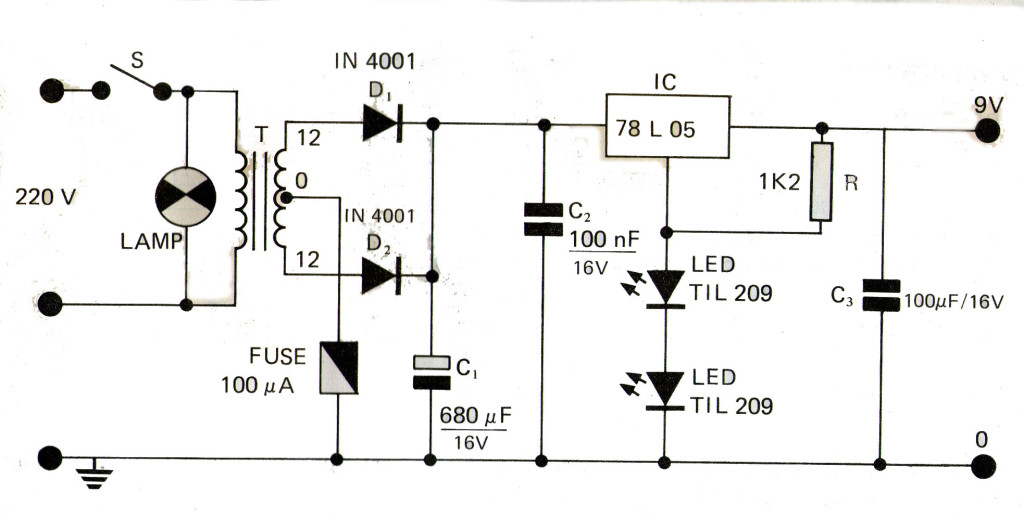 S
IN 4001
D₁
IC
9V
T
12
78 L 05
220 V
0
1K2
R
LAMP
IN 4001
D₂
C₂
100 nF
16V
12
LED
TIL 209
C₃
100μF/16V
FUSE
100 μA
C₁
LED
TIL 209
680 μF
16V
0